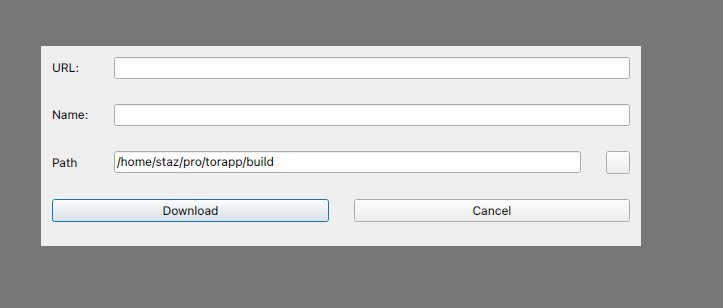 URL:
Name:
Path /home/staz/pro/torapp/build
Download Cancel